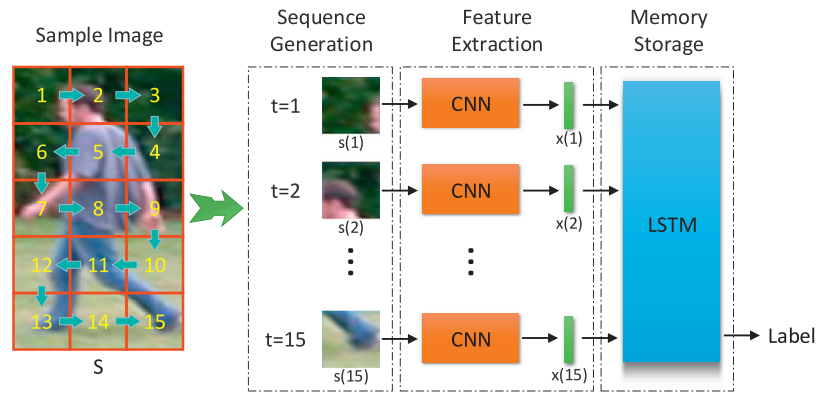 Sample Image
Sequence Generation
Feature Extraction
Memory Storage
1 2 3
6 5 4
7 8 9
12 11 10
13 14 15
S
t=1
s(1)
CNN
x(1)
t=2
s(2)
CNN
x(2)
t=15
s(15)
CNN
x(15)
LSTM
Label